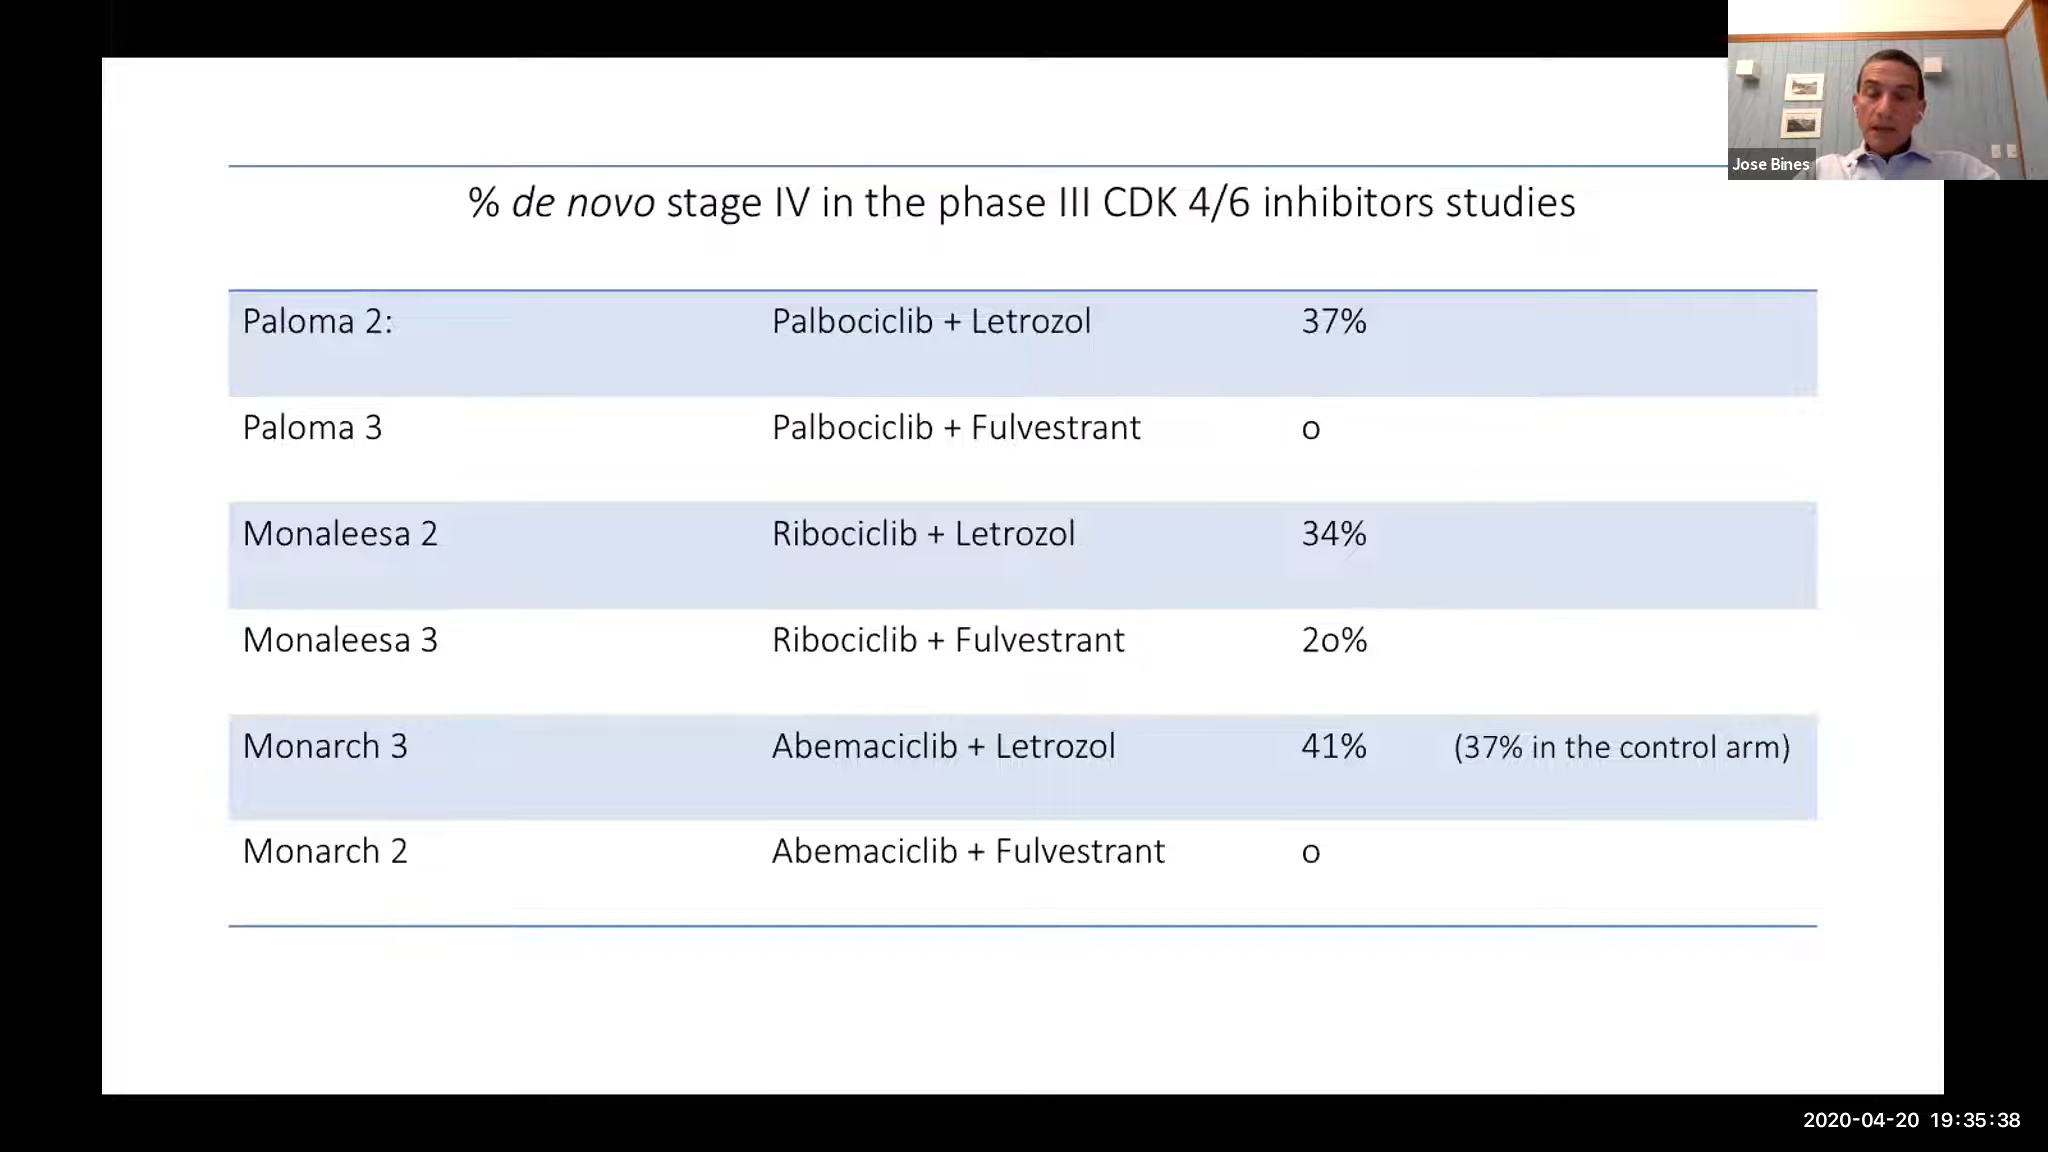 Jose Bines
% de novo stage IV in the phase III CDK 4/6 inhibitors studies
Paloma 2: Palbociclib + Letrozol 37%
Paloma 3 Palbociclib + Fulvestrant o
Monaleesa 2 Ribociclib + Letrozol 34%
Monaleesa 3 Ribociclib + Fulvestrant 2o%
Monarch 3 Abemaciclib + Letrozol 41% (37% in the control arm)
Monarch 2 Abemaciclib + Fulvestrant o
2020-04-20 19:35:38